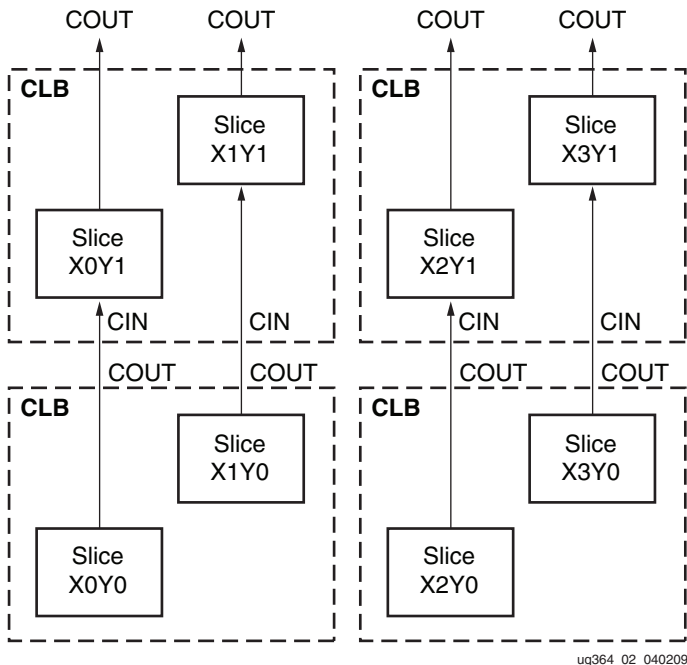 COUT COUT COUT COUT
CLB CLB
Slice X1Y1
Slice X3Y1
Slice X0Y1
Slice X2Y1
CIN CIN CIN CIN
COUT COUT COUT COUT
CLB CLB
Slice X1Y0
Slice X3Y0
Slice X0Y0
Slice X2Y0
ug364_02_040209